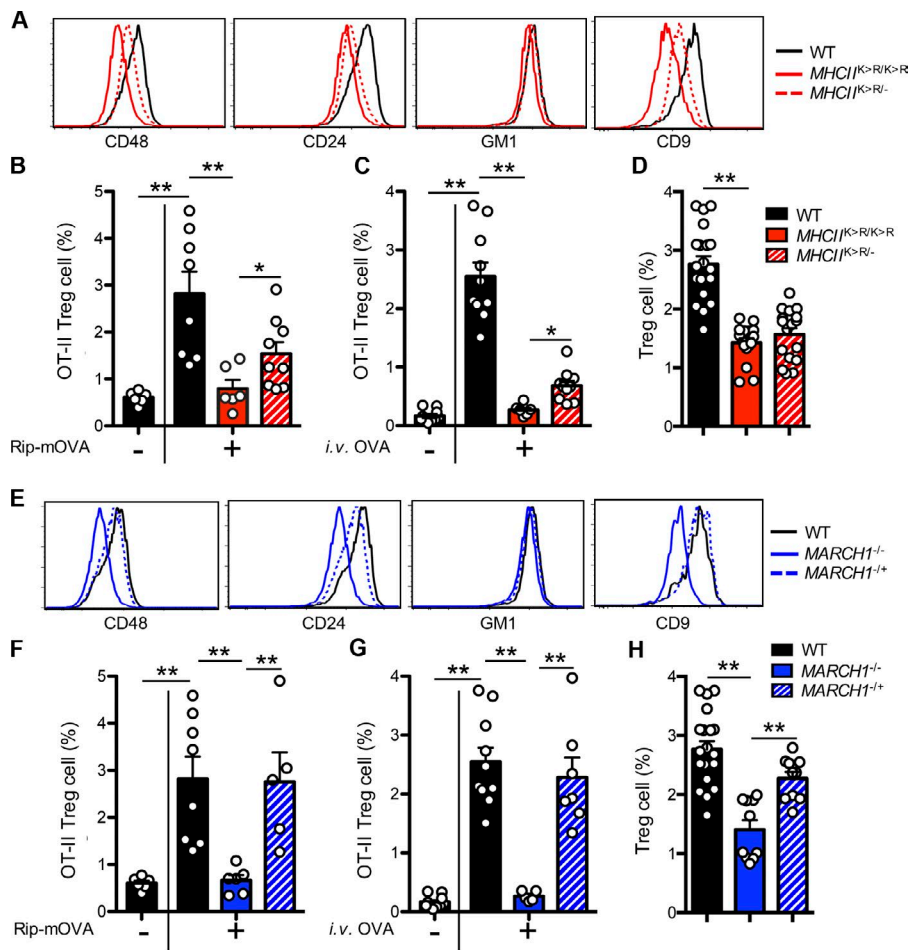 A
CD48
CD24
GM1
CD9
WT
MHCII^K>R/K>R
MHCII^K>R/-
B
OT-II Treg cell (%)
5
4
3
2
1
0
** ** *
Rip-mOVA - +
C
OT-II Treg cell (%)
4
3
2
1
0
** ** *
i.v. OVA - +
D
Treg cell (%)
4
3
2
1
0
**
WT
MHCII^K>R/K>R
MHCII^K>R/-
E
CD48
CD24
GM1
CD9
WT
MARCH1^-/-
MARCH1^-/+
F
OT-II Treg cell (%)
5
4
3
2
1
0
** ** **
Rip-mOVA - +
G
OT-II Treg cell (%)
4
3
2
1
0
** ** **
i.v. OVA - +
H
Treg cell (%)
4
3
2
1
0
** **
WT
MARCH1^-/-
MARCH1^-/+